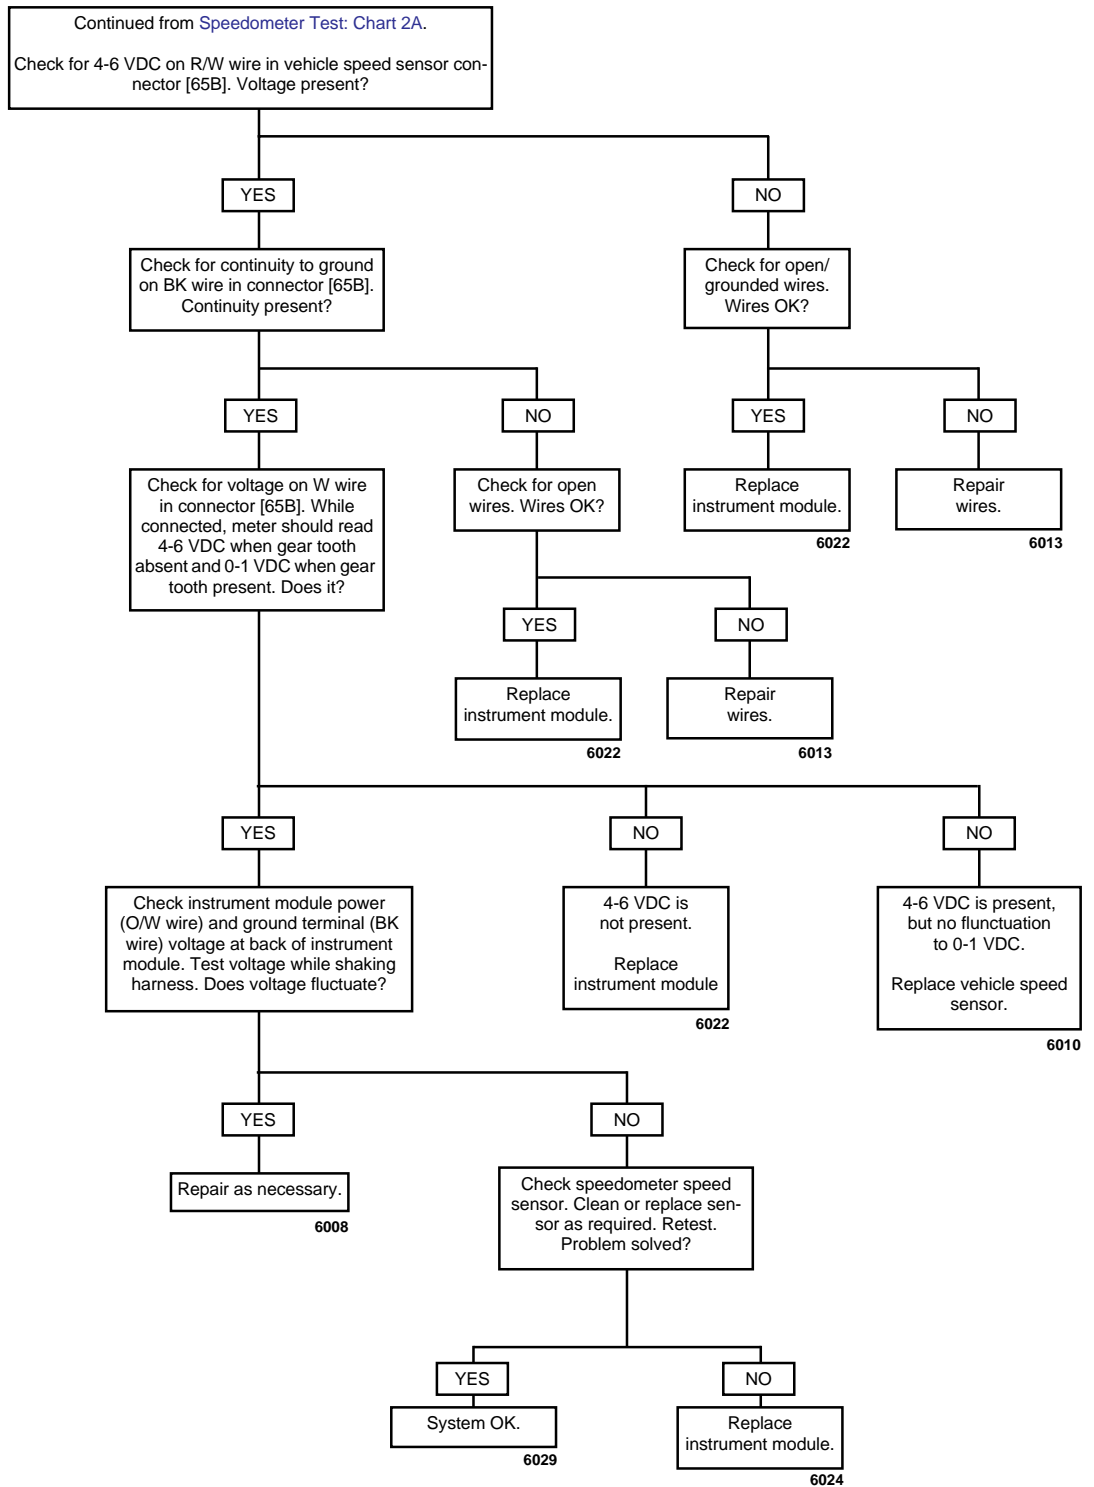 Continued from Speedometer Test: Chart 2A.
Check for 4-6 VDC on R/W wire in vehicle speed sensor con-
nector [65B]. Voltage present?
YES
NO
Check for continuity to ground
on BK wire in connector [65B].
Continuity present?
Check for open/
grounded wires.
Wires OK?
YES
NO
YES
NO
Check for voltage on W wire
in connector [65B]. While
connected, meter should read
4-6 VDC when gear tooth
absent and 0-1 VDC when gear
tooth present. Does it?
Check for open
wires. Wires OK?
Replace
instrument module.
6022
Repair
wires.
6013
YES
NO
Replace
instrument module.
6022
Repair
wires.
6013
YES
NO
NO
Check instrument module power
(O/W wire) and ground terminal (BK
wire) voltage at back of instrument
module. Test voltage while shaking
harness. Does voltage fluctuate?
4-6 VDC is
not present.
Replace
instrument module
6022
4-6 VDC is present,
but no flunctuation
to 0-1 VDC.
Replace vehicle speed
sensor.
6010
YES
NO
Repair as necessary.
6008
Check speedometer speed
sensor. Clean or replace sen-
sor as required. Retest.
Problem solved?
YES
NO
System OK.
6029
Replace
instrument module.
6024